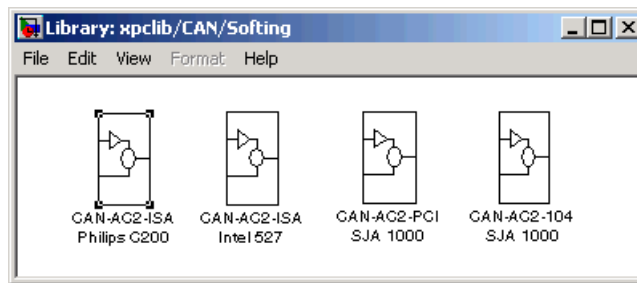 Library: xpclib/CAN/Softing
File Edit View Format Help
CAN-AC2-ISA CAN-AC2-ISA CAN-AC2-PCI CAN-AC2-104
Philips C200 Intel 527 SJA 1000 SJA 1000